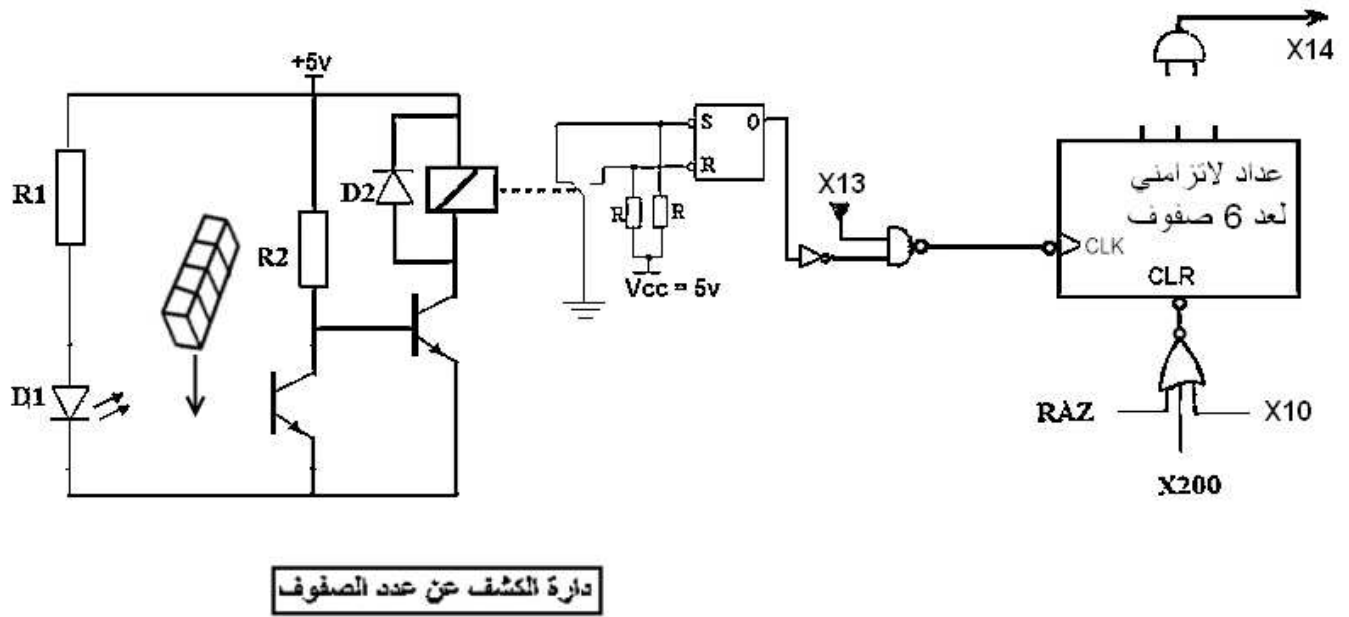 +5v
X14
R1
D2
S
Q
R
X13
عداد لاتزامني
لعد 6 صفوف
R2
R
R
CLK
Vcc = 5v
CLR
D1
RAZ
X10
X200
دارة الكشف عن عدد الصفوف